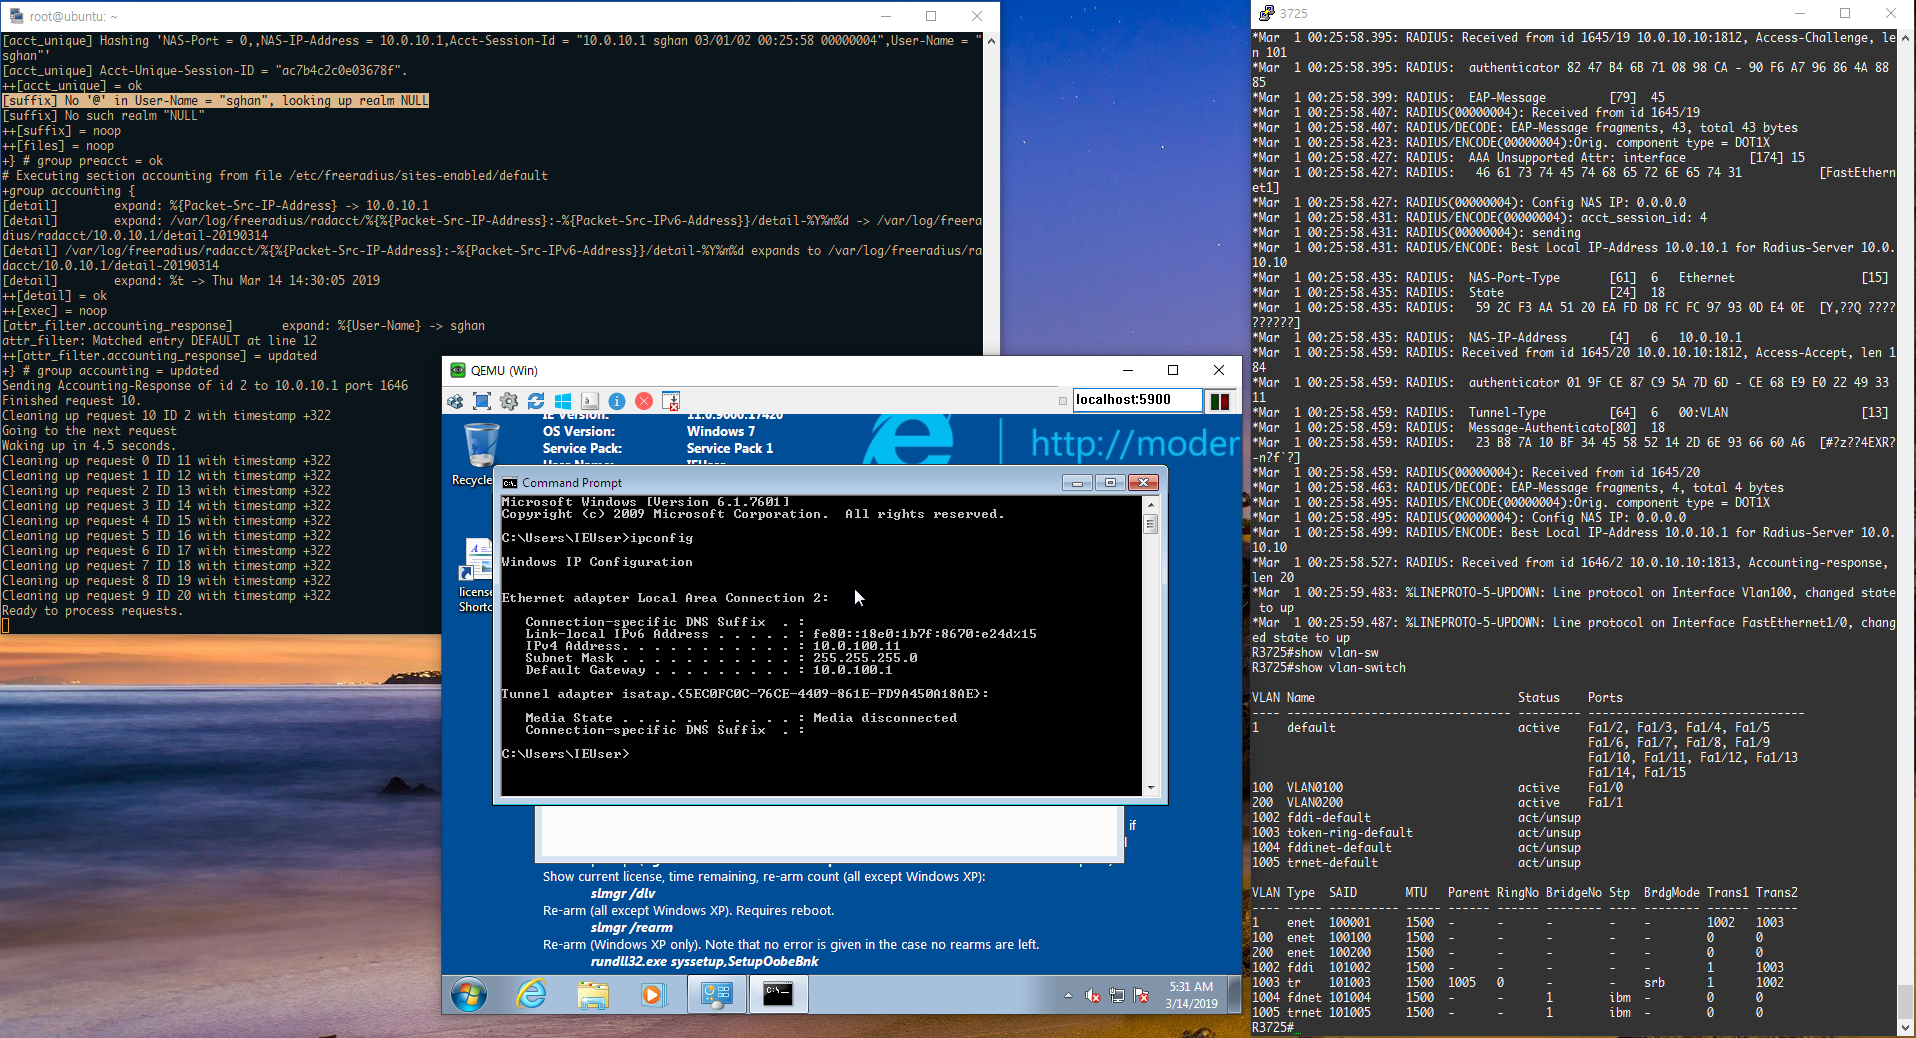 root@ubuntu: ~
[acct_unique] Hashing 'NAS-Port = 0,,NAS-IP-Address = 10.0.10.1,Acct-Session-Id = "10.0.10.1 sghan 03/01/02 00:25:58 00000004",User-Name = "
sghan"'
[acct_unique] Acct-Unique-Session-ID = "ac7b4c2c0e03678f".
++[acct_unique] = ok
[suffix] No '@' in User-Name = "sghan", looking up realm NULL
[suffix] No such realm "NULL"
++[suffix] = noop
++[files] = noop
+} # group preacct = ok
# Executing section accounting from file /etc/freeradius/sites-enabled/default
+group accounting {
[detail]        expand: %{Packet-Src-IP-Address} -> 10.0.10.1
[detail]        expand: /var/log/freeradius/radacct/%{%{Packet-Src-IP-Address}:-%{Packet-Src-IPv6-Address}}/detail-%Y%m%d -> /var/log/freera
dius/radacct/10.0.10.1/detail-20190314
[detail] /var/log/freeradius/radacct/%{%{Packet-Src-IP-Address}:-%{Packet-Src-IPv6-Address}}/detail-%Y%m%d expands to /var/log/freeradius/ra
dacct/10.0.10.1/detail-20190314
[detail]        expand: %t -> Thu Mar 14 14:30:05 2019
++[detail] = ok
++[exec] = noop
[attr_filter.accounting_response]       expand: %{User-Name} -> sghan
attr_filter: Matched entry DEFAULT at line 12
++[attr_filter.accounting_response] = updated
+} # group accounting = updated
Sending Accounting-Response of id 2 to 10.0.10.1 port 1646
Finished request 10.
Cleaning up request 10 ID 2 with timestamp +322
Going to the next request
Waking up in 4.5 seconds.
Cleaning up request 0 ID 11 with timestamp +322
Cleaning up request 1 ID 12 with timestamp +322
Cleaning up request 2 ID 13 with timestamp +322
Cleaning up request 3 ID 14 with timestamp +322
Cleaning up request 4 ID 15 with timestamp +322
Cleaning up request 5 ID 16 with timestamp +322
Cleaning up request 6 ID 17 with timestamp +322
Cleaning up request 7 ID 18 with timestamp +322
Cleaning up request 8 ID 19 with timestamp +322
Cleaning up request 9 ID 20 with timestamp +322
Ready to process requests.
QEMU (Win)
localhost:5900
IE Version: 11.0.9600.17420
OS Version: Windows 7
Service Pack: Service Pack 1
User Name: IEUser
http://moder
Recycle
license
Shortc
Command Prompt
Microsoft Windows [Version 6.1.7601]
Copyright (c) 2009 Microsoft Corporation.  All rights reserved.
C:\Users\IEUser>ipconfig
Windows IP Configuration
Ethernet adapter Local Area Connection 2:
Connection-specific DNS Suffix  . :
Link-local IPv6 Address . . . . . : fe80::18e0:1b7f:8670:e24d%15
IPv4 Address. . . . . . . . . . . : 10.0.100.11
Subnet Mask . . . . . . . . . . . : 255.255.255.0
Default Gateway . . . . . . . . . : 10.0.100.1
Tunnel adapter isatap.{5EC0FC0C-76CE-4409-861E-FD9A450A18AE}:
Media State . . . . . . . . . . . : Media disconnected
Connection-specific DNS Suffix  . :
C:\Users\IEUser>
if
Show current license, time remaining, re-arm count (all except Windows XP):
slmgr /dlv
Re-arm (all except Windows XP). Requires reboot.
slmgr /rearm
Re-arm (Windows XP only). Note that no error is given in the case no rearms are left.
rundll32.exe syssetup,SetupOobeBnk
5:31 AM
3/14/2019
3725
*Mar  1 00:25:58.395: RADIUS: Received from id 1645/19 10.0.10.10:1812, Access-Challenge, le
n 101
*Mar  1 00:25:58.395: RADIUS:  authenticator 82 47 B4 6B 71 08 98 CA - 90 F6 A7 96 86 4A 88
85
*Mar  1 00:25:58.399: RADIUS:  EAP-Message         [79]  45
*Mar  1 00:25:58.407: RADIUS(00000004): Received from id 1645/19
*Mar  1 00:25:58.407: RADIUS/DECODE: EAP-Message fragments, 43, total 43 bytes
*Mar  1 00:25:58.423: RADIUS/ENCODE(00000004):Orig. component type = DOT1X
*Mar  1 00:25:58.427: RADIUS:  AAA Unsupported Attr: interface         [174] 15
*Mar  1 00:25:58.427: RADIUS:   46 61 73 74 45 74 68 65 72 6E 65 74 31           [FastEthern
et1]
*Mar  1 00:25:58.427: RADIUS(00000004): Config NAS IP: 0.0.0.0
*Mar  1 00:25:58.431: RADIUS/ENCODE(00000004): acct_session_id: 4
*Mar  1 00:25:58.431: RADIUS(00000004): sending
*Mar  1 00:25:58.431: RADIUS/ENCODE: Best Local IP-Address 10.0.10.1 for Radius-Server 10.0.
10.10
*Mar  1 00:25:58.435: RADIUS:  NAS-Port-Type       [61]  6   Ethernet                  [15]
*Mar  1 00:25:58.435: RADIUS:  State               [24]  18
*Mar  1 00:25:58.435: RADIUS:   59 2C F3 AA 51 20 EA FD D8 FC FC 97 93 0D E4 0E  [Y,??Q ????
??????]
*Mar  1 00:25:58.435: RADIUS:  NAS-IP-Address      [4]   6   10.0.10.1
*Mar  1 00:25:58.459: RADIUS: Received from id 1645/20 10.0.10.10:1812, Access-Accept, len 1
84
*Mar  1 00:25:58.459: RADIUS:  authenticator 01 9F CE 87 C9 5A 7D 6D - CE 68 E9 E0 22 49 33
11
*Mar  1 00:25:58.459: RADIUS:  Tunnel-Type         [64]  6   00:VLAN                   [13]
*Mar  1 00:25:58.459: RADIUS:  Message-Authenticato[80]  18
*Mar  1 00:25:58.459: RADIUS:   23 B8 7A 10 BF 34 45 58 52 14 2D 6E 93 66 60 A6  [#?z??4EXR?
-n?f`?]
*Mar  1 00:25:58.459: RADIUS(00000004): Received from id 1645/20
*Mar  1 00:25:58.463: RADIUS/DECODE: EAP-Message fragments, 4, total 4 bytes
*Mar  1 00:25:58.495: RADIUS/ENCODE(00000004):Orig. component type = DOT1X
*Mar  1 00:25:58.495: RADIUS(00000004): Config NAS IP: 0.0.0.0
*Mar  1 00:25:58.499: RADIUS/ENCODE: Best Local IP-Address 10.0.10.1 for Radius-Server 10.0.
10.10
*Mar  1 00:25:58.527: RADIUS: Received from id 1646/2 10.0.10.10:1813, Accounting-response,
len 20
*Mar  1 00:25:59.483: %LINEPROTO-5-UPDOWN: Line protocol on Interface Vlan100, changed state
to up
*Mar  1 00:25:59.487: %LINEPROTO-5-UPDOWN: Line protocol on Interface FastEthernet1/0, chang
ed state to up
R3725#show vlan-sw
R3725#show vlan-switch
VLAN Name                             Status    Ports
---- -------------------------------- --------- -------------------------------
1    default                          active    Fa1/2, Fa1/3, Fa1/4, Fa1/5
Fa1/6, Fa1/7, Fa1/8, Fa1/9
Fa1/10, Fa1/11, Fa1/12, Fa1/13
Fa1/14, Fa1/15
100  VLAN0100                         active    Fa1/0
200  VLAN0200                         active    Fa1/1
1002 fddi-default                     act/unsup
1003 token-ring-default               act/unsup
1004 fddinet-default                  act/unsup
1005 trnet-default                    act/unsup
VLAN Type  SAID       MTU   Parent RingNo BridgeNo Stp  BrdgMode Trans1 Trans2
---- ----- ---------- ----- ------ ------ -------- ---- -------- ------ ------
1    enet  100001     1500  -      -      -        -    -        1002   1003
100  enet  100100     1500  -      -      -        -    -        0      0
200  enet  100200     1500  -      -      -        -    -        0      0
1002 fddi  101002     1500  -      -      -        -    -        1      1003
1003 tr    101003     1500  1005   0      -        -    srb      1      1002
1004 fdnet 101004     1500  -      -      1        ibm  -        0      0
1005 trnet 101005     1500  -      -      1        ibm  -        0      0
R3725#